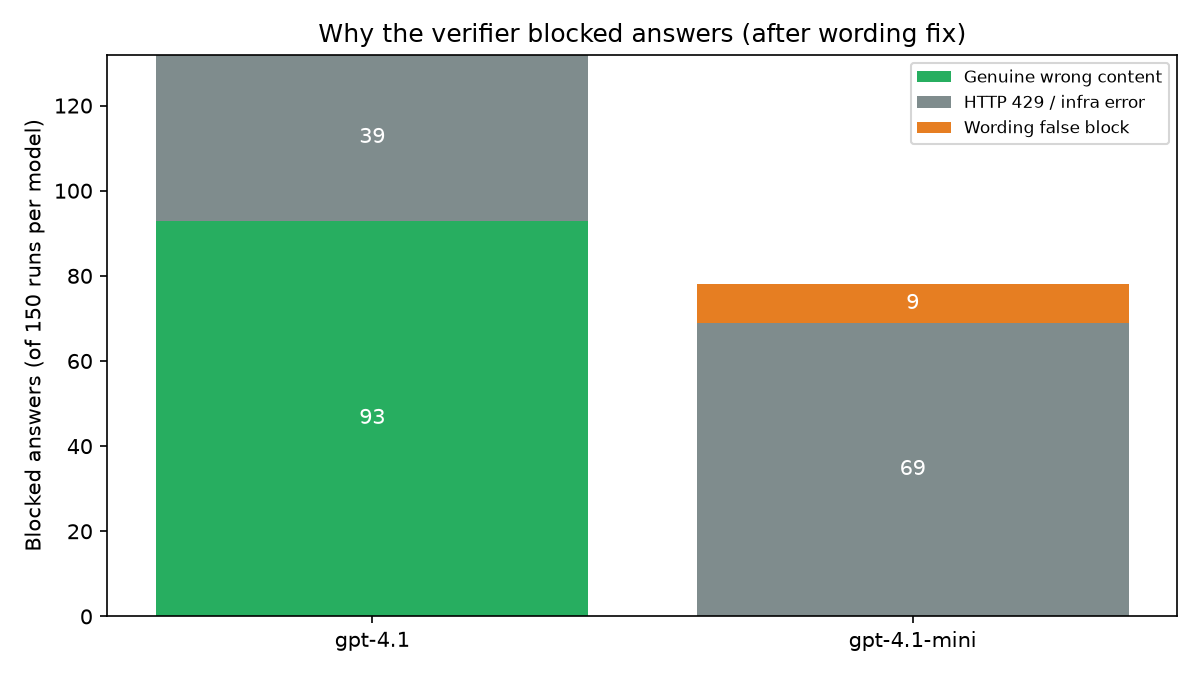 Why the verifier blocked answers (after wording fix)
Blocked answers (of 150 runs per model)
120
100
80
60
40
20
0
39
93
9
69
Genuine wrong content
HTTP 429 / infra error
Wording false block
gpt-4.1
gpt-4.1-mini